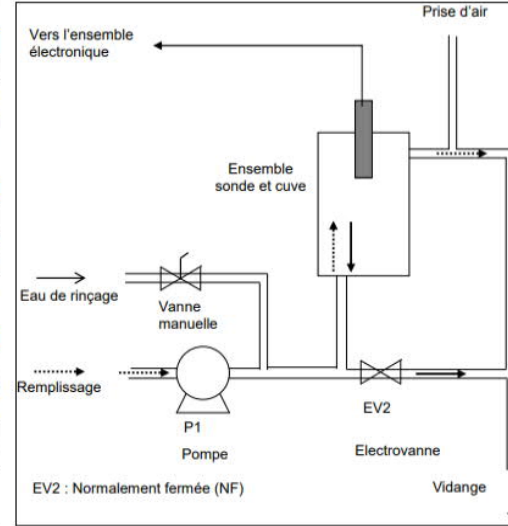 Prise d'air
Vers l'ensemble
électronique
Ensemble
sonde et cuve
Eau de rinçage
Vanne
manuelle
Remplissage
P1
Pompe
EV2
Electrovanne
EV2 : Normalement fermée (NF)
Vidange